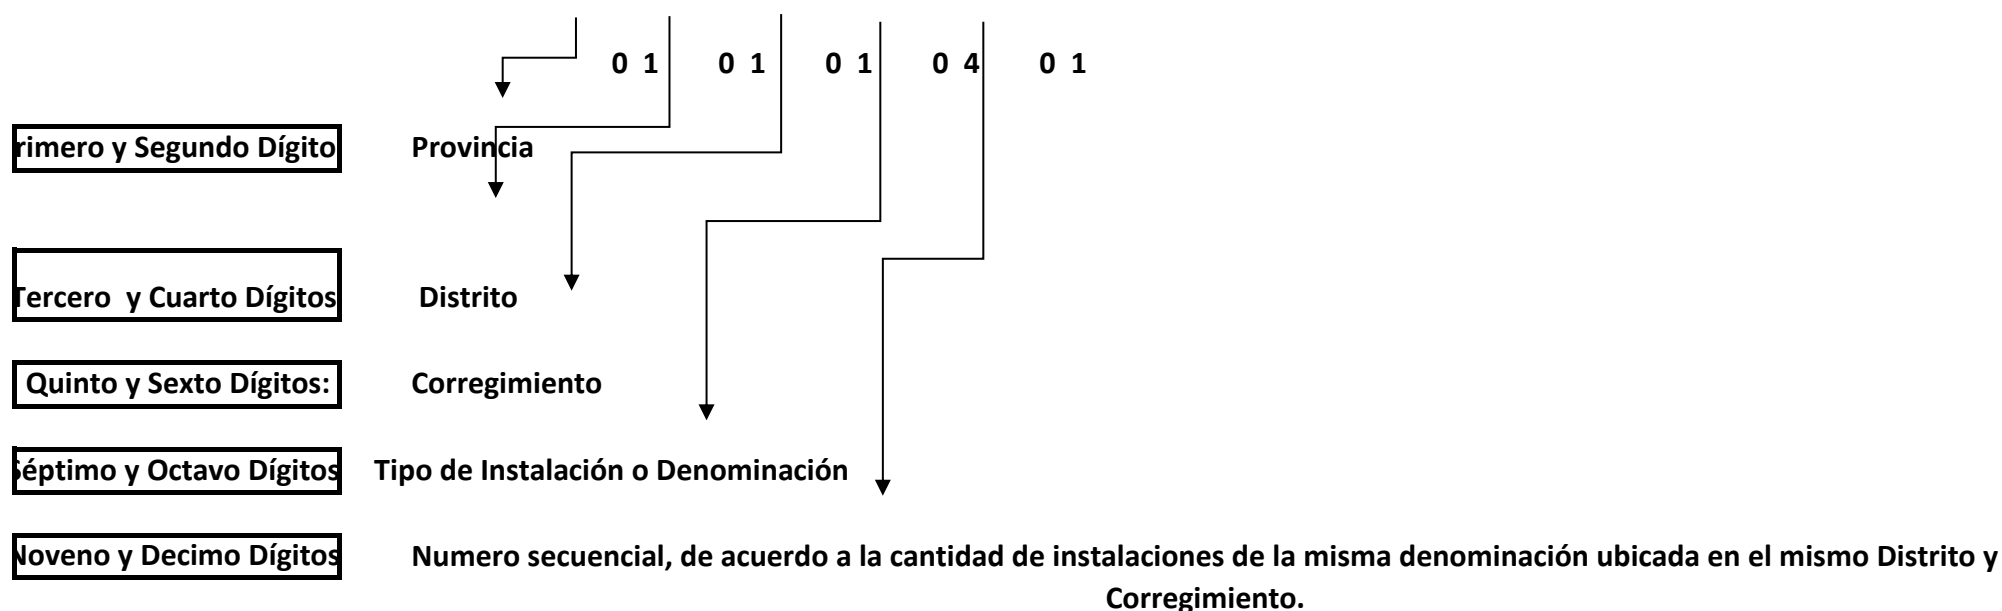 0 1 0 1 0 1 0 4 0 1
rimero y Segundo Dígito Provincia
Tercero y Cuarto Dígitos Distrito
Quinto y Sexto Dígitos: Corregimiento
Séptimo y Octavo Dígitos Tipo de Instalación o Denominación
Noveno y Decimo Dígitos Numero secuencial, de acuerdo a la cantidad de instalaciones de la misma denominación ubicada en el mismo Distrito y
Corregimiento.